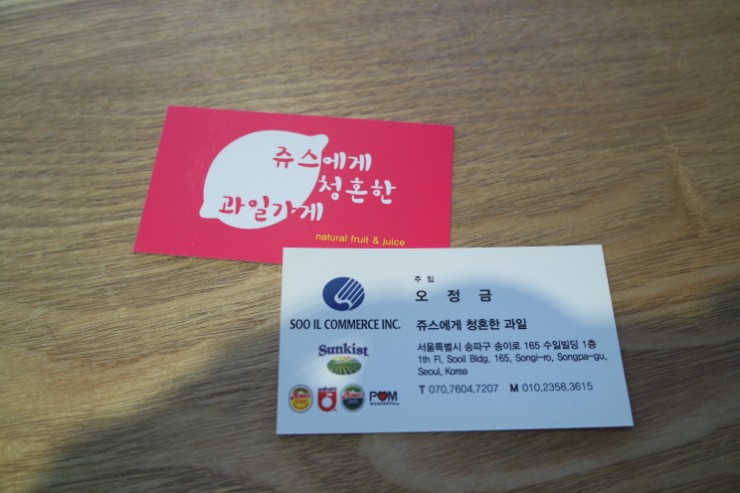 쥬스에게
청혼한
과일가게
natural fruit & juice
SOO IL COMMERCE INC.
Sunkist
POM
주임
오 정 금
쥬스에게 청혼한 과일
서울특별시 송파구 송이로 165 수일빌딩 1층
1th Fl, Sooil Bldg, 165, Songi-ro, Songpa-gu,
Seoul, Korea
T 070.7604.7207 M 010.2358.3615